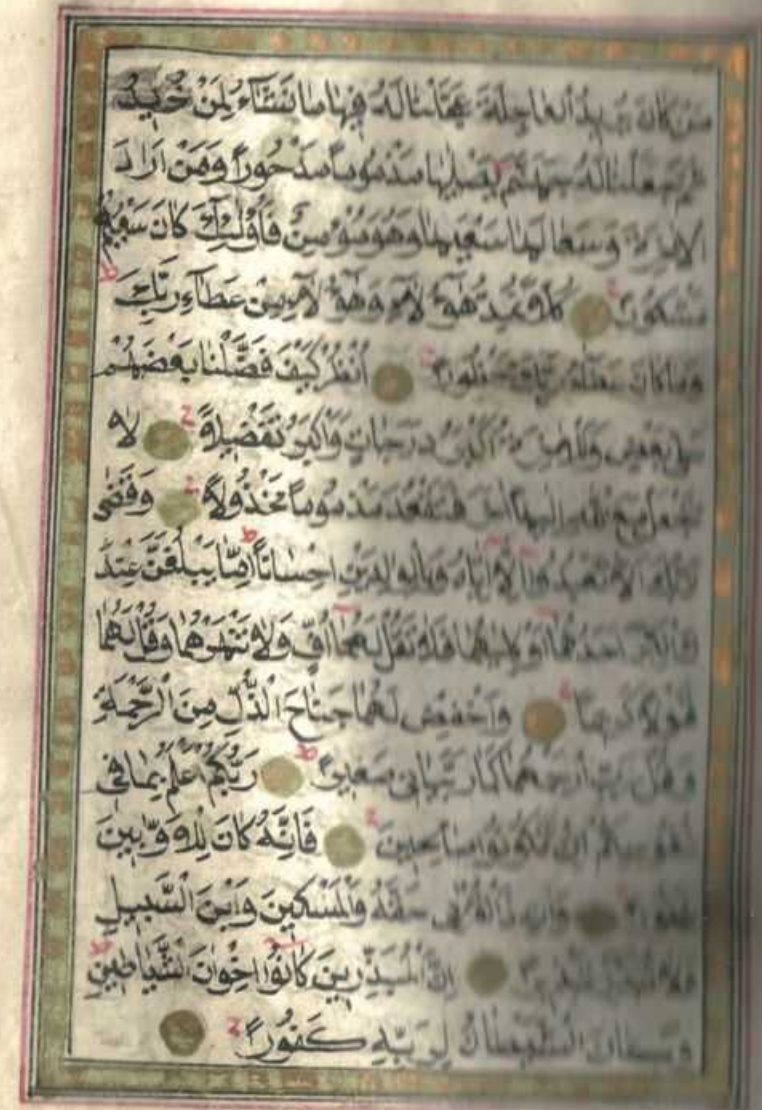 من كان يريد العاجلة عجلنا له فيها ما نشاء لمن نريد
ثم جعلنا له جهنم يصليها مذموما مدحورا ومن اراد
الاخرة وسعى لها سعيها وهو مؤمن فاولئك كان سعيهم
مشكورا كلا نمد هؤلاء وهؤلاء من عطاء ربك
وما كان عطاء ربك محظورا انظر كيف فضلنا بعضهم
على بعض وللاخرة اكبر درجات واكبر تفضيلا لا
تجعل مع الله الها اخر فتقعد مذموما مخذولا وقضى
ربك الا تعبدوا الا اياه وبالوالدين احسانا اما يبلغن عندك
الكبر احدهما او كلاهما فلا تقل لهما اف ولا تنهرهما وقل لهما
قولا كريما واخفض لهما جناح الذل من الرحمة
وقل رب ارحمهما كما ربياني صغيرا ربكم اعلم بما في
نفوسكم ان تكونوا صالحين فانه كان للاوابين
غفورا وات ذا القربى حقه والمسكين وابن السبيل
ولا تبذر تبذيرا ان المبذرين كانوا اخوان الشياطين
وكان الشيطان لربه كفورا